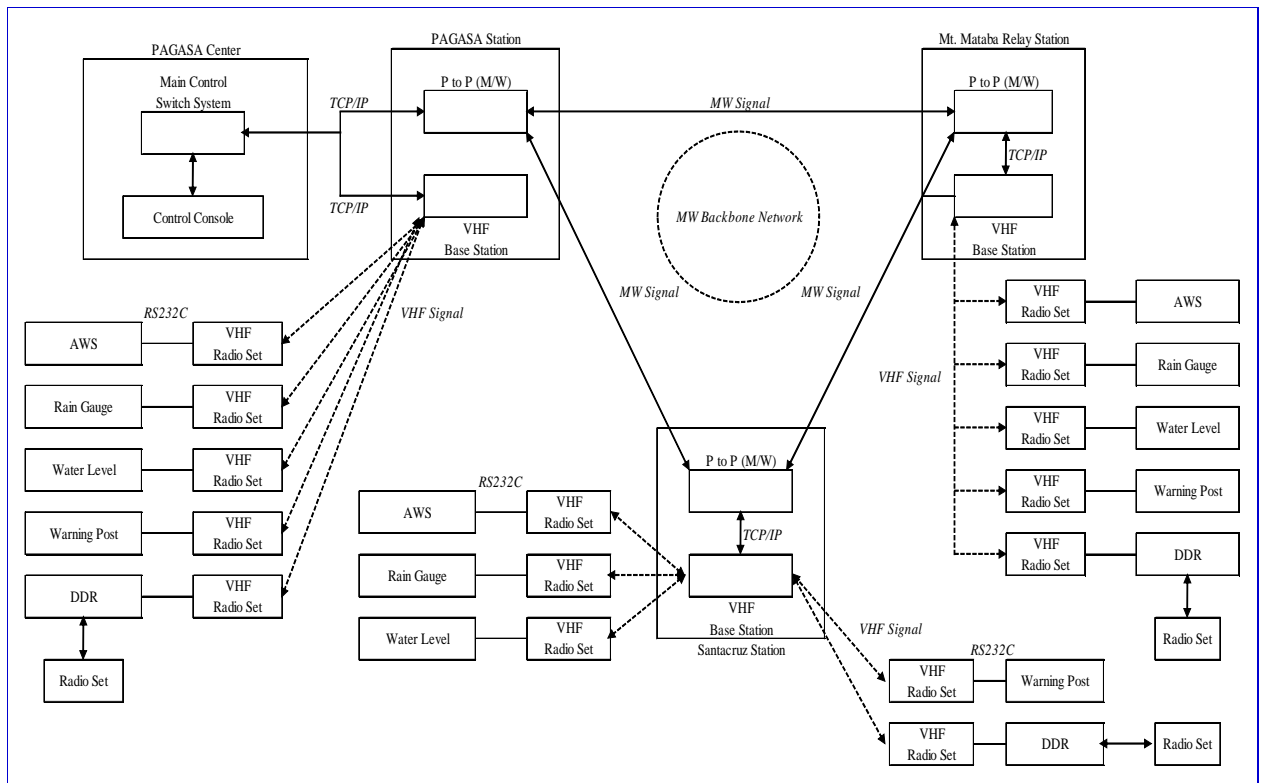 PAGASA Center
Main Control
Switch System
Control Console
TCP/IP
TCP/IP
PAGASA Station
P to P (M/W)
VHF
Base Station
MW Signal
MW Backbone Network
MW Signal
MW Signal
Mt. Mataba Relay Station
P to P (M/W)
TCP/IP
VHF
Base Station
VHF Signal
RS232C
AWS
VHF
Radio Set
Rain Gauge
VHF
Radio Set
Water Level
VHF
Radio Set
Warning Post
VHF
Radio Set
DDR
VHF
Radio Set
Radio Set
VHF Signal
VHF
Radio Set
AWS
VHF
Radio Set
Rain Gauge
VHF
Radio Set
Water Level
VHF
Radio Set
Warning Post
VHF
Radio Set
DDR
Radio Set
P to P (M/W)
TCP/IP
VHF
Base Station
Santacruz Station
RS232C
AWS
VHF
Radio Set
Rain Gauge
VHF
Radio Set
Water Level
VHF
Radio Set
VHF Signal
RS232C
VHF
Radio Set
Warning Post
VHF
Radio Set
DDR
Radio Set